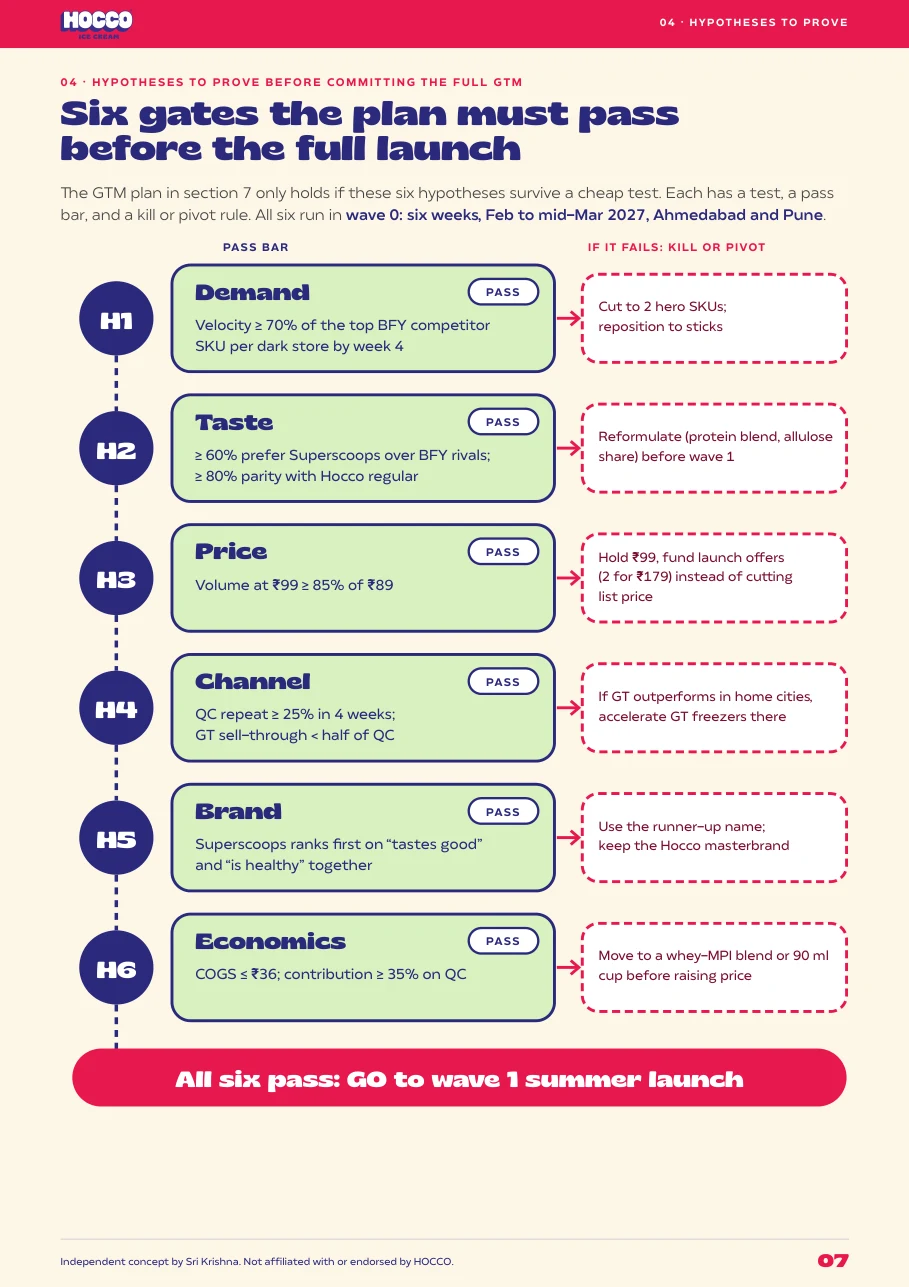 HOCCO
ICE CREAM
04 · HYPOTHESES TO PROVE
04 · HYPOTHESES TO PROVE BEFORE COMMITTING THE FULL GTM
Six gates the plan must pass
before the full launch
The GTM plan in section 7 only holds if these six hypotheses survive a cheap test. Each has a test, a pass
bar, and a kill or pivot rule. All six run in wave 0: six weeks, Feb to mid–Mar 2027, Ahmedabad and Pune.
PASS BAR
IF IT FAILS: KILL OR PIVOT
H1
Demand
PASS
Velocity ≥ 70% of the top BFY competitor
SKU per dark store by week 4
Cut to 2 hero SKUs;
reposition to sticks
H2
Taste
PASS
≥ 60% prefer Superscoops over BFY rivals;
≥ 80% parity with Hocco regular
Reformulate (protein blend, allulose
share) before wave 1
H3
Price
PASS
Volume at ₹99 ≥ 85% of ₹89
Hold ₹99, fund launch offers
(2 for ₹179) instead of cutting
list price
H4
Channel
PASS
QC repeat ≥ 25% in 4 weeks;
GT sell–through < half of QC
If GT outperforms in home cities,
accelerate GT freezers there
H5
Brand
PASS
Superscoops ranks first on “tastes good”
and “is healthy” together
Use the runner–up name;
keep the Hocco masterbrand
H6
Economics
PASS
COGS ≤ ₹36; contribution ≥ 35% on QC
Move to a whey–MPI blend or 90 ml
cup before raising price
All six pass: GO to wave 1 summer launch
Independent concept by Sri Krishna. Not affiliated with or endorsed by HOCCO.
07